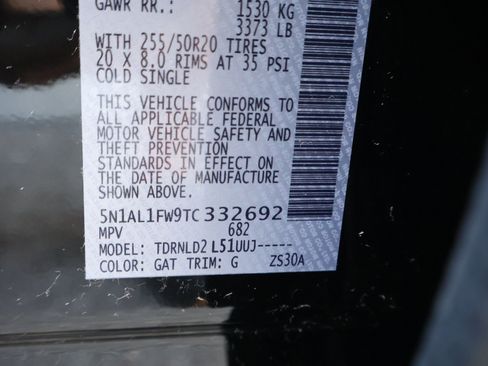 GAWR RR.: 1530 KG
3373 LB
WITH 255/50R20 TIRES
20 X 8.0 RIMS AT 35 PSI
COLD SINGLE
THIS VEHICLE CONFORMS TO
ALL APPLICABLE FEDERAL
MOTOR VEHICLE SAFETY AND
THEFT PREVENTION
STANDARDS IN EFFECT ON
THE DATE OF MANUFACTURE
SHOWN ABOVE.
5N1AL1FW9TC332692
MPV 682
MODEL: TDRNLD2 L51UUJ-----
COLOR: GAT TRIM: G ZS30A